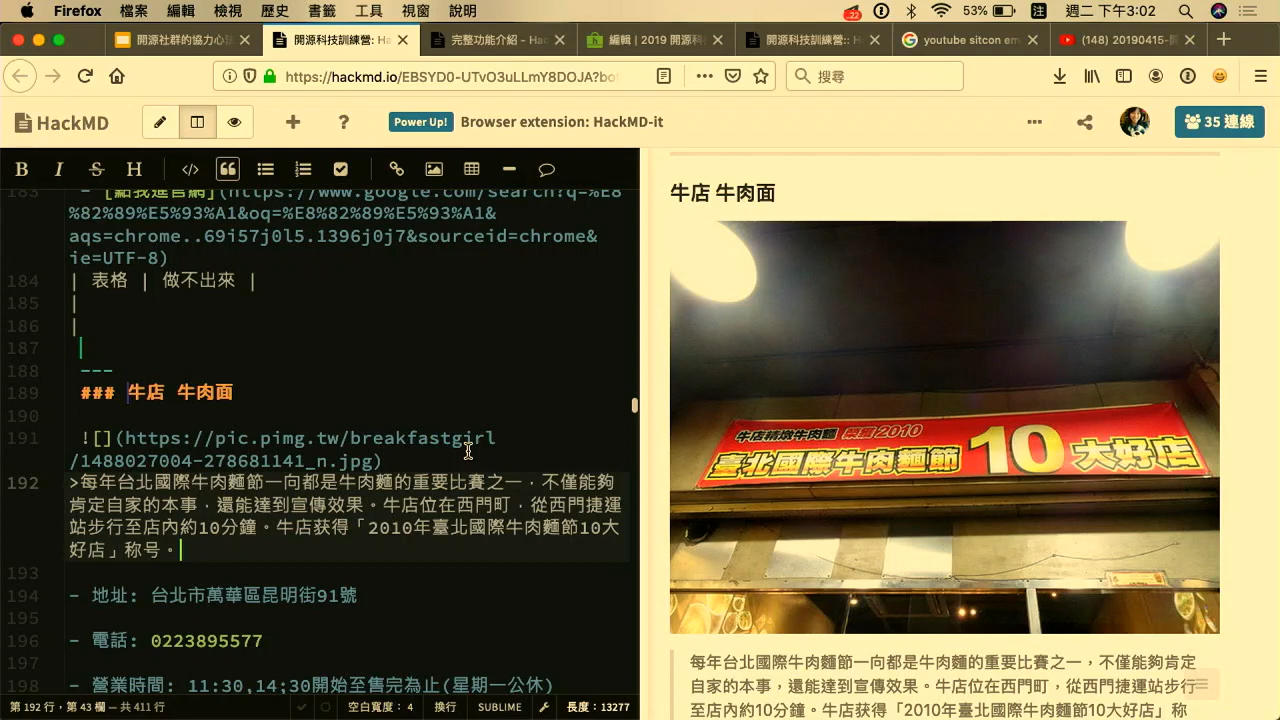 Firefox 檔案 編輯 檢視 歷史 書籤 工具 視窗 說明
22 53% 注 週二 下午3:02
開源社群的協力心
開源科技訓練營: Ha
完整功能介紹 - Hac
編輯 | 2019 開源科
開源科技訓練營:: H
youtube sitcon em
(148) 20190415-開
https://hackmd.io/EBSYD0-UTvO3uLLmY8DOJA?bo
搜尋
HackMD
Power Up! Browser extension: HackMD-it
35 連線
B I S H
183 - [點我進官網](https://www.google.com/search?q=%E8
%82%89%E5%93%A1&oq=%E8%82%89%E5%93%A1&
aqs=chrome..69i57j0l5.1396j0j7&sourceid=chrome&
ie=UTF-8)
184 | 表格 | 做不出來 |
185 |
186 |
187
188 ---
189 ### 牛店 牛肉面
190
191 ![](https://pic.pimg.tw/breakfastgirl
/1488027004-278681141_n.jpg)
192 >每年台北國際牛肉麵節一向都是牛肉麵的重要比賽之一，不僅能夠
肯定自家的本事，還能達到宣傳效果。牛店位在西門町，從西門捷運
站步行至店內約10分鐘。牛店获得「2010年臺北國際牛肉麵節10大
好店」称号。
193
194 - 地址: 台北市萬華區昆明街91號
195
196 - 電話: 0223895577
197
198 - 營業時間: 11:30,14;30開始至售完為止(星期一公休)
第 192 行，第 43 欄 — 共 411 行
空白寬度： 4 換行 SUBLIME 長度：13277
牛店 牛肉面
牛店精燉牛肉麵 榮獲2010
臺北國際牛肉麵節10大好店
每年台北國際牛肉麵節一向都是牛肉麵的重要比賽之一，不僅能夠肯定
自家的本事，還能達到宣傳效果。牛店位在西門町，從西門捷運站步行
至店內約10分鐘。牛店获得「2010年臺北國際牛肉麵節10大好店」称